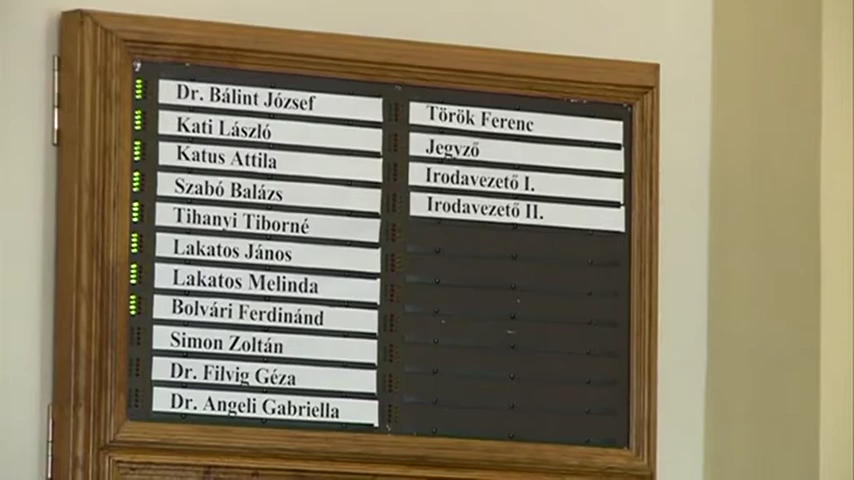 Dr. Bálint József
Kati László
Katus Attila
Szabó Balázs
Tihanyi Tiborné
Lakatos János
Lakatos Melinda
Bolvári Ferdinánd
Simon Zoltán
Dr. Filvig Géza
Dr. Angeli Gabriella
Török Ferenc
Jegyző
Irodavezető I.
Irodavezető II.